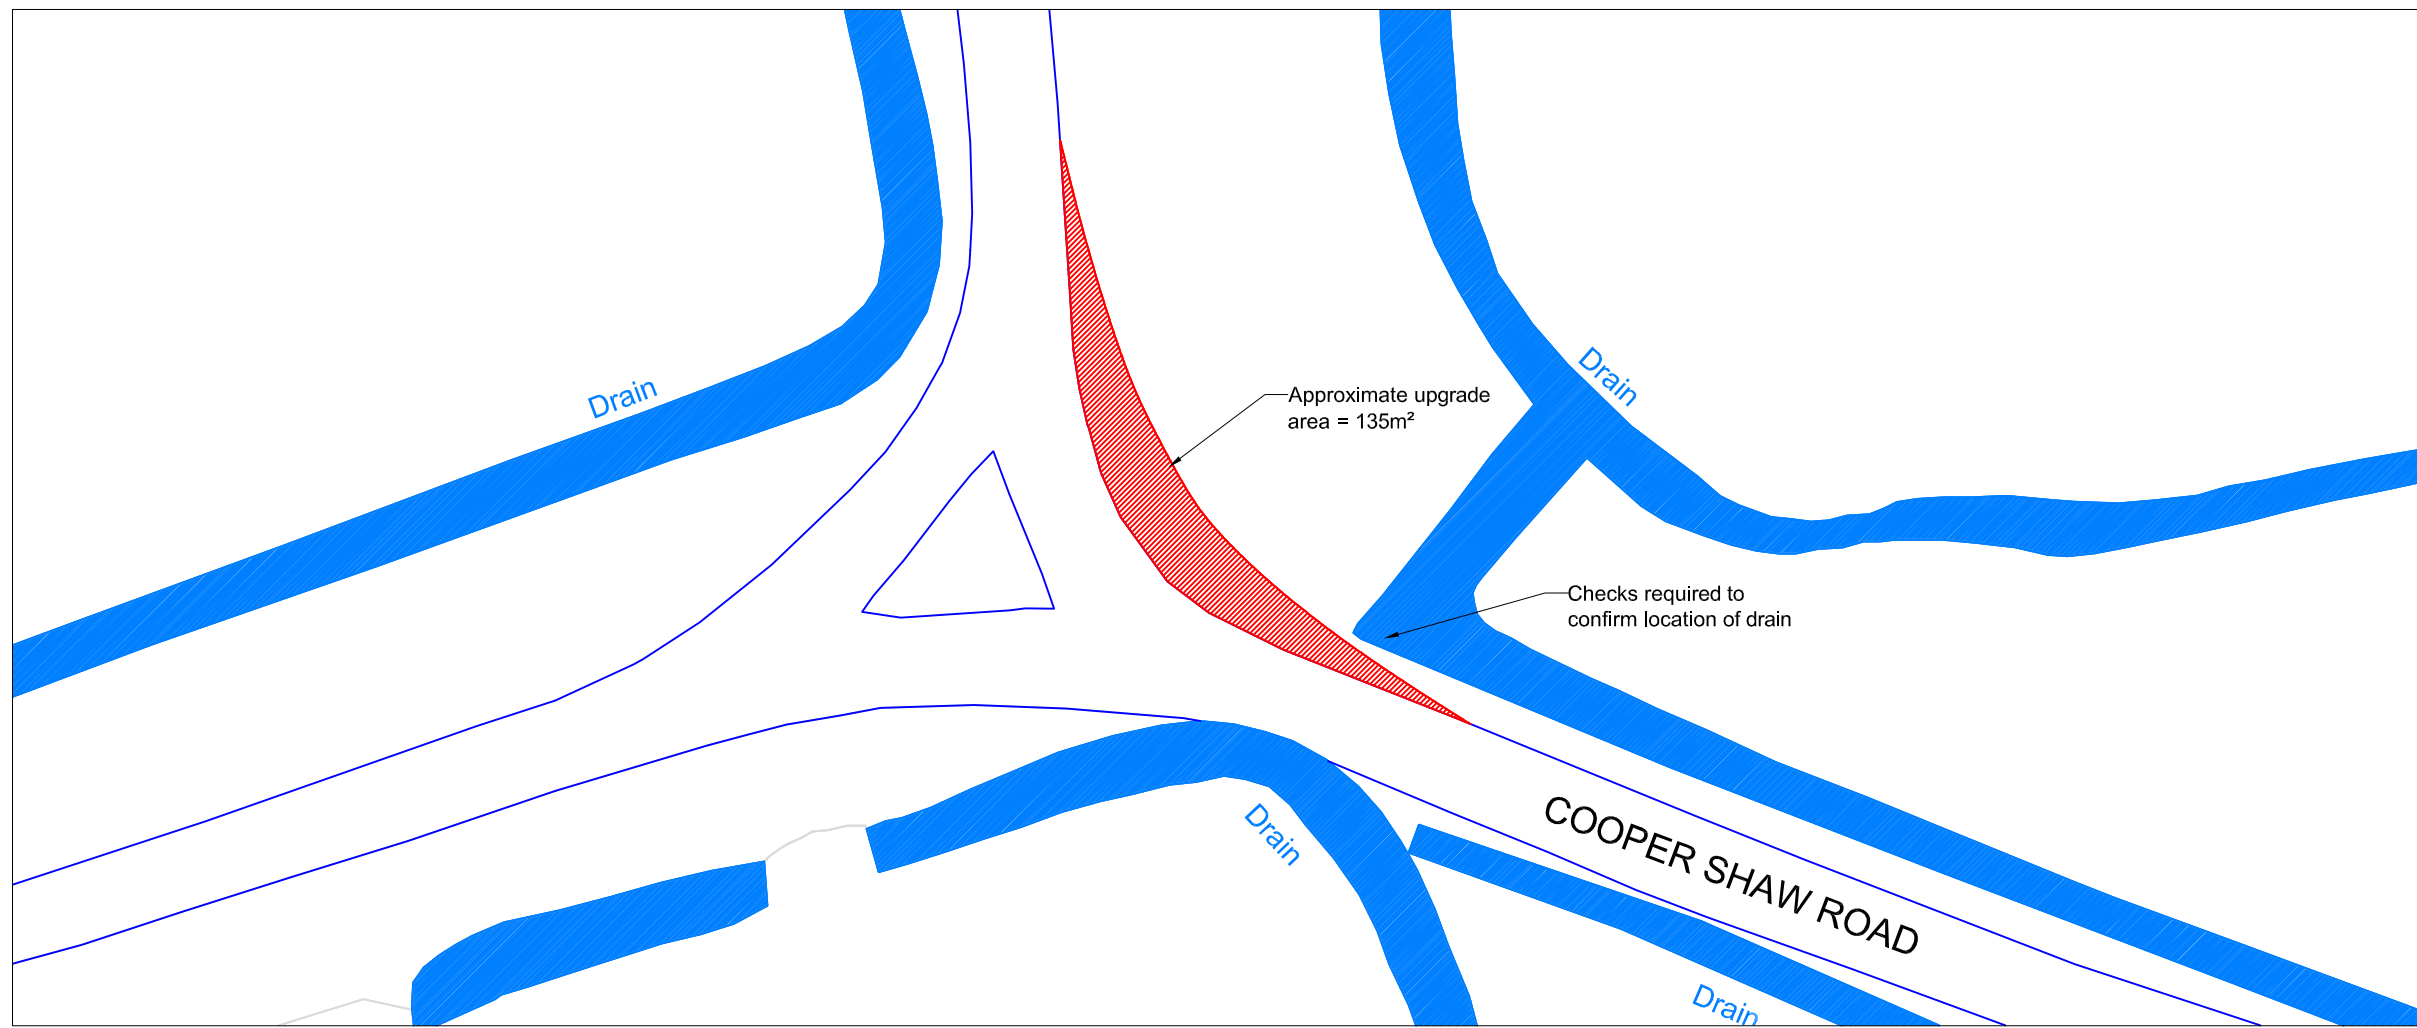 Drain
Drain
Approximate upgrade
area = 135m²
Checks required to
confirm location of drain
Drain
COOPER SHAW ROAD
Drain